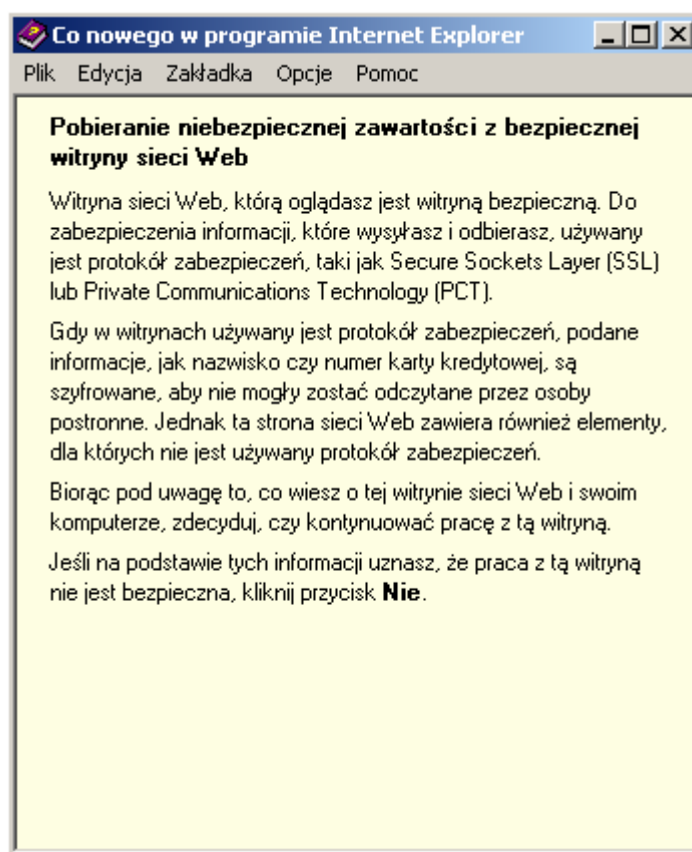 Co nowego w programie Internet Explorer
Plik Edycja Zakładka Opcje Pomoc
Pobieranie niebezpiecznej zawartości z bezpiecznej
witryny sieci Web
Witryna sieci Web, którą oglądasz jest witryną bezpieczną. Do
zabezpieczenia informacji, które wysyłasz i odbierasz, używany
jest protokół zabezpieczeń, taki jak Secure Sockets Layer (SSL)
lub Private Communications Technology (PCT).
Gdy w witrynach używany jest protokół zabezpieczeń, podane
informacje, jak nazwisko czy numer karty kredytowej, są
szyfrowane, aby nie mogły zostać odczytane przez osoby
postronne. Jednak ta strona sieci Web zawiera również elementy,
dla których nie jest używany protokół zabezpieczeń.
Biorąc pod uwagę to, co wiesz o tej witrynie sieci Web i swoim
komputerze, zdecyduj, czy kontynuować pracę z tą witryną.
Jeśli na podstawie tych informacji uznasz, że praca z tą witryną
nie jest bezpieczna, kliknij przycisk Nie.